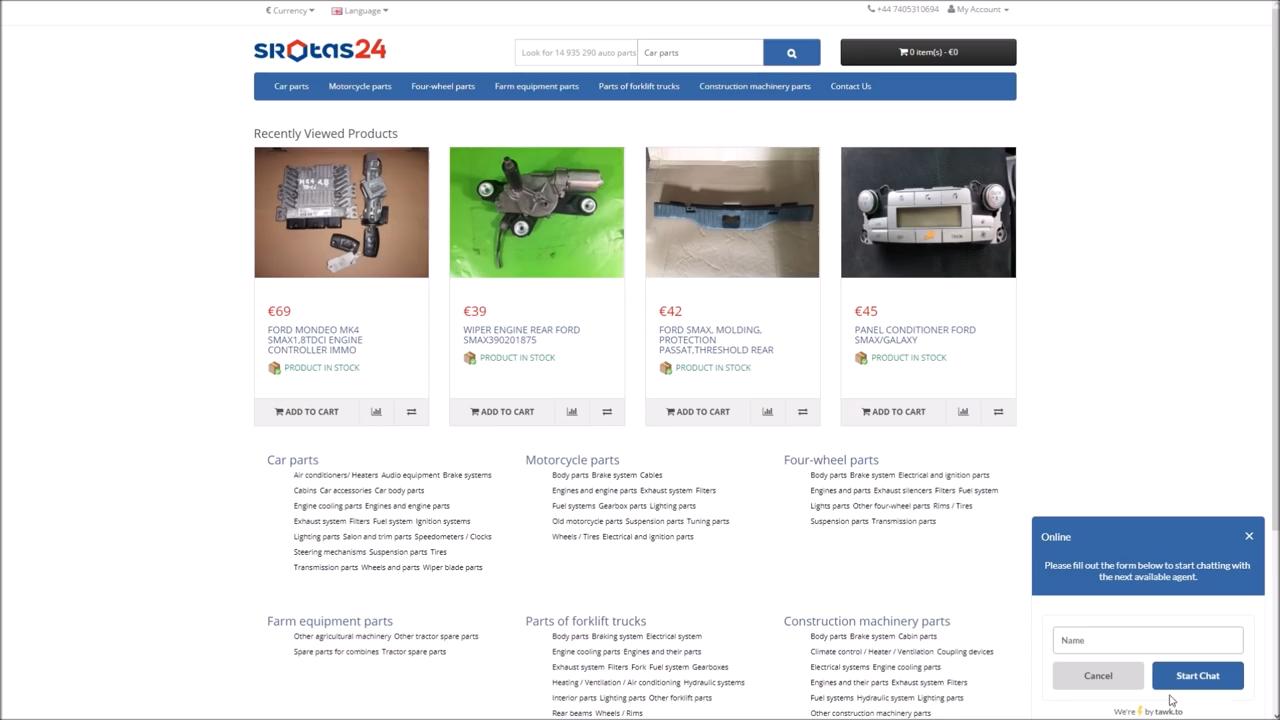 € Currency Language +44 7405310694 My Account
SROTAS24 Look for 14 935 290 auto parts Car parts 0 item(s) - €0
Car parts Motorcycle parts Four-wheel parts Farm equipment parts Parts of forklift trucks Construction machinery parts Contact Us
Recently Viewed Products
€69
FORD MONDEO MK4
SMAX1,8TDCI ENGINE
CONTROLLER IMMO
PRODUCT IN STOCK
ADD TO CART
€39
WIPER ENGINE REAR FORD
SMAX390201875
PRODUCT IN STOCK
ADD TO CART
€42
FORD SMAX, MOLDING,
PROTECTION
PASSAT,THRESHOLD REAR
PRODUCT IN STOCK
ADD TO CART
€45
PANEL CONDITIONER FORD
SMAX/GALAXY
PRODUCT IN STOCK
ADD TO CART
Car parts
Air conditioners/ Heaters Audio equipment Brake systems
Cabins Car accessories Car body parts
Engine cooling parts Engines and engine parts
Exhaust system Filters Fuel system Ignition systems
Lighting parts Salon and trim parts Speedometers / Clocks
Steering mechanisms Suspension parts Tires
Transmission parts Wheels and parts Wiper blade parts
Motorcycle parts
Body parts Brake system Cables
Engines and engine parts Exhaust system Filters
Fuel systems Gearbox parts Lighting parts
Old motorcycle parts Suspension parts Tuning parts
Wheels / Tires Electrical and ignition parts
Four-wheel parts
Body parts Brake system Electrical and ignition parts
Engines and parts Exhaust silencers Filters Fuel system
Lights parts Other four-wheel parts Rims / Tires
Suspension parts Transmission parts
Farm equipment parts
Other agricultural machinery Other tractor spare parts
Spare parts for combines Tractor spare parts
Parts of forklift trucks
Body parts Braking system Electrical system
Engine cooling parts Engines and their parts
Exhaust system Filters Fork Fuel system Gearboxes
Heating / Ventilation / Air conditioning Hydraulic systems
Interior parts Lighting parts Other forklift parts
Rear beams Wheels / Rims
Construction machinery parts
Body parts Brake system Cabin parts
Climate control / Heater / Ventilation Coupling devices
Electrical systems Engine cooling parts
Engines and their parts Exhaust system Filters
Fuel systems Hydraulic system Lighting parts
Other construction machinery parts
Online
Please fill out the form below to start chatting with
the next available agent.
Name
Cancel Start Chat
We're by tawk.to